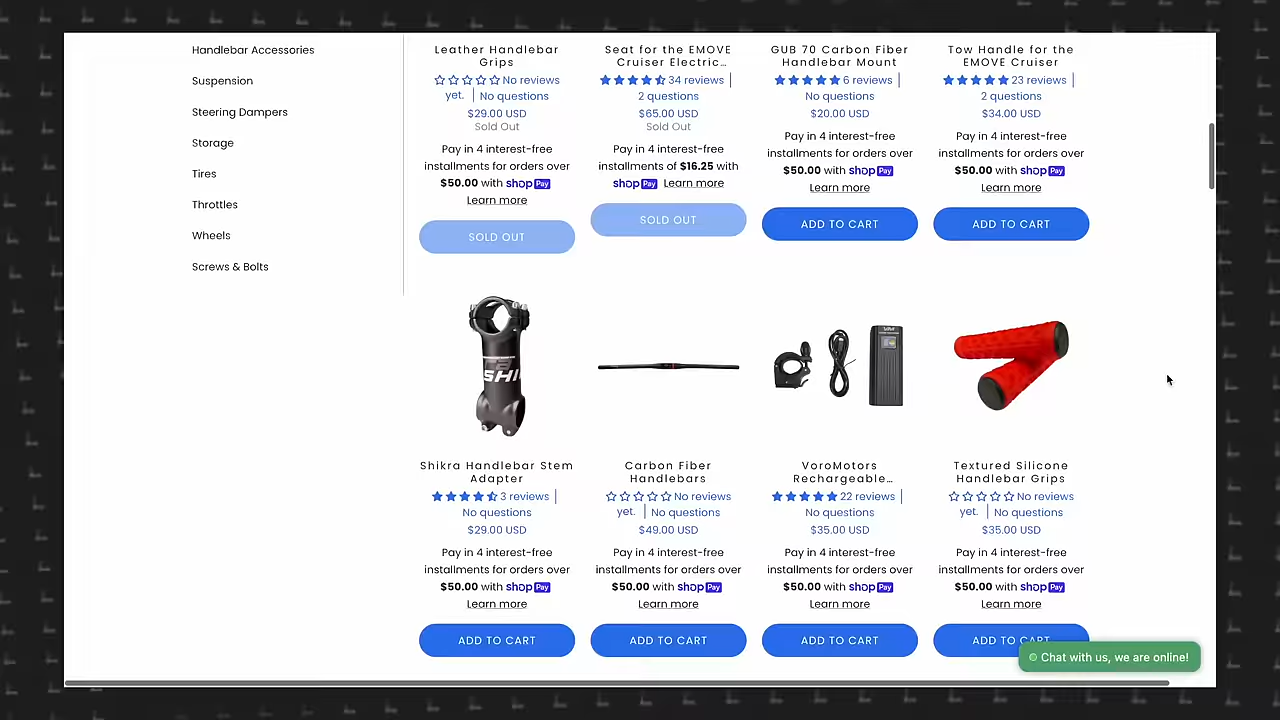 Handlebar Accessories
Suspension
Steering Dampers
Storage
Tires
Throttles
Wheels
Screws & Bolts
Leather Handlebar
Grips
No reviews
yet. | No questions
$29.00 USD
Sold Out
Pay in 4 interest-free
installments for orders over
$50.00 with shop Pay
Learn more
SOLD OUT
Seat for the EMOVE
Cruiser Electric…
34 reviews |
2 questions
$65.00 USD
Sold Out
Pay in 4 interest-free
installments of $16.25 with
shop Pay Learn more
SOLD OUT
GUB 70 Carbon Fiber
Handlebar Mount
6 reviews |
No questions
$20.00 USD
Pay in 4 interest-free
installments for orders over
$50.00 with shop Pay
Learn more
ADD TO CART
Tow Handle for the
EMOVE Cruiser
23 reviews |
2 questions
$34.00 USD
Pay in 4 interest-free
installments for orders over
$50.00 with shop Pay
Learn more
ADD TO CART
Shikra Handlebar Stem
Adapter
3 reviews |
No questions
$29.00 USD
Pay in 4 interest-free
installments for orders over
$50.00 with shop Pay
Learn more
ADD TO CART
Carbon Fiber
Handlebars
No reviews
yet. | No questions
$49.00 USD
Pay in 4 interest-free
installments for orders over
$50.00 with shop Pay
Learn more
ADD TO CART
VoroMotors
Rechargeable…
22 reviews |
No questions
$35.00 USD
Pay in 4 interest-free
installments for orders over
$50.00 with shop Pay
Learn more
ADD TO CART
Textured Silicone
Handlebar Grips
No reviews
yet. | No questions
$35.00 USD
Pay in 4 interest-free
installments for orders over
$50.00 with shop Pay
Learn more
ADD TO CART
Chat with us, we are online!